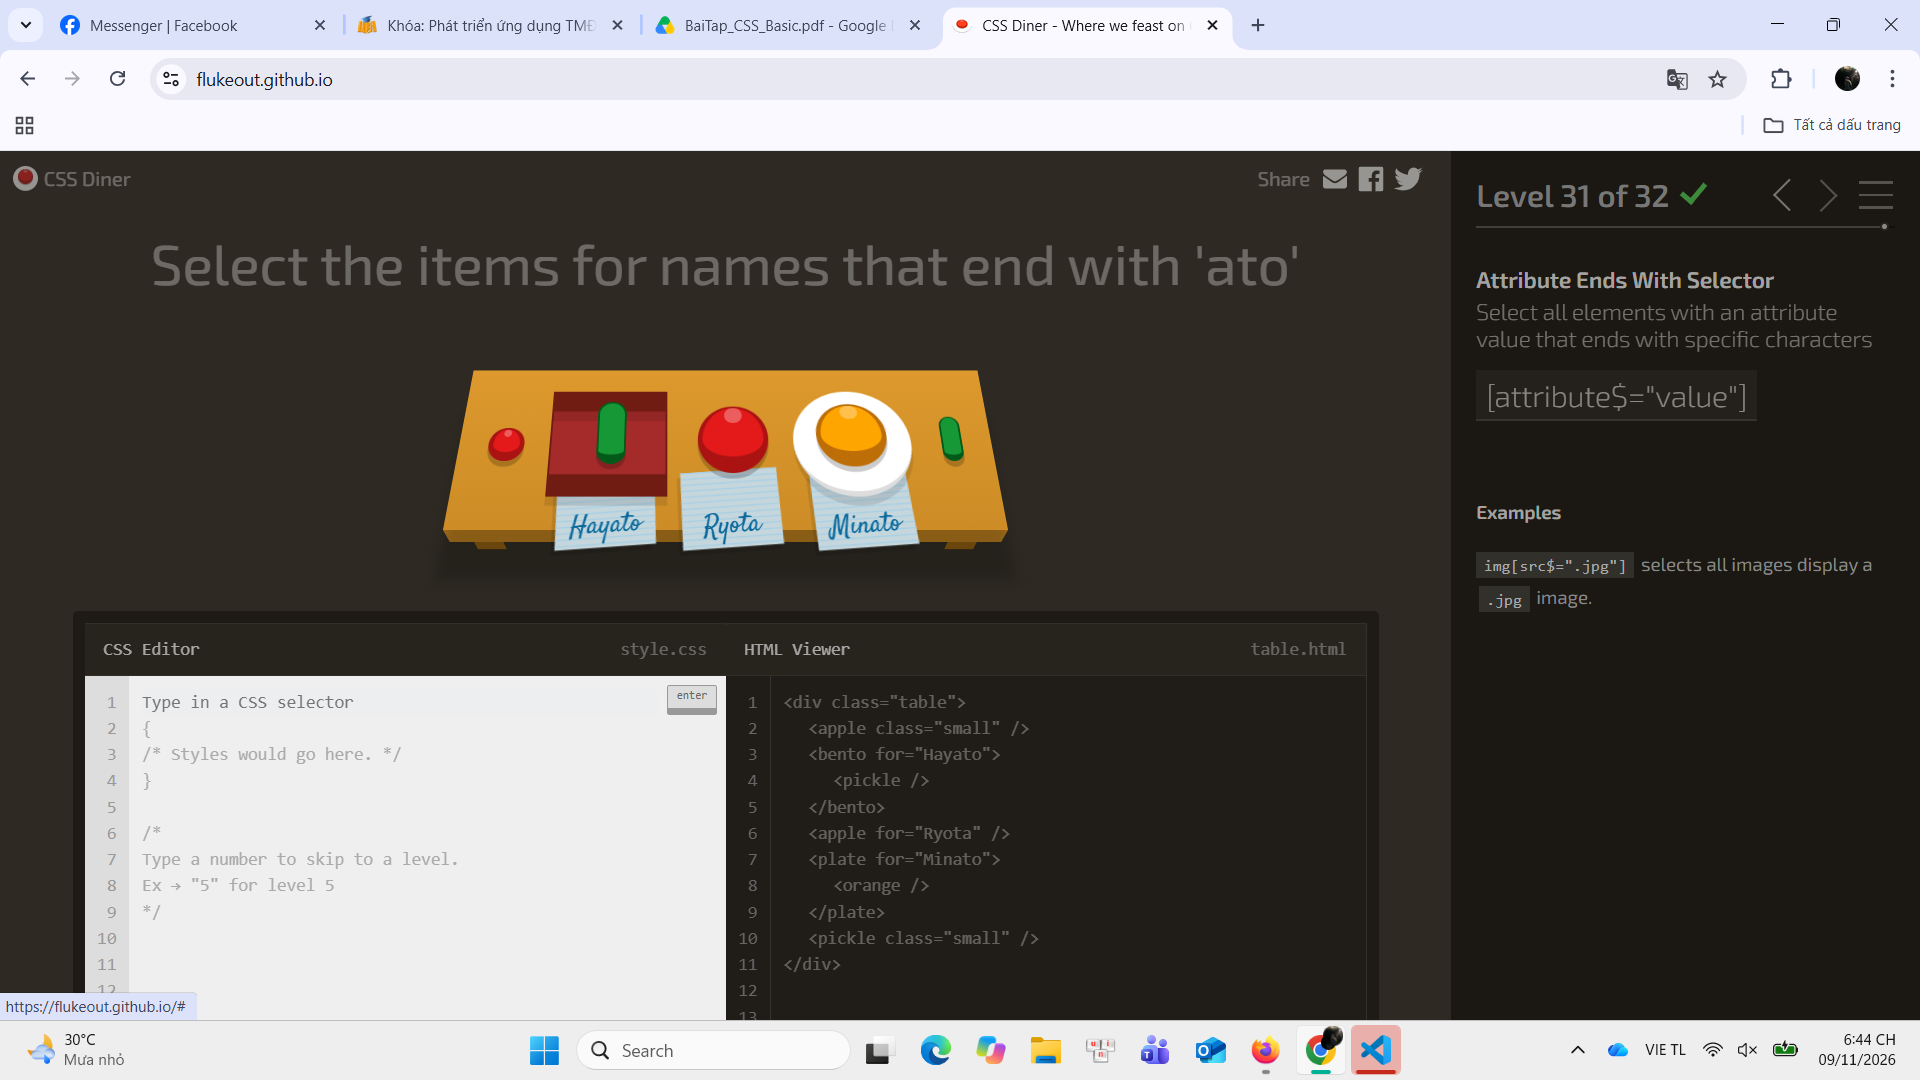 Messenger | Facebook
Khóa: Phát triển ứng dụng TMĐ
BaiTap_CSS_Basic.pdf - Google
CSS Diner - Where we feast on
flukeout.github.io
Tất cả dấu trang
CSS Diner
Share
Level 31 of 32
Select the items for names that end with 'ato'
Attribute Ends With Selector
Select all elements with an attribute
value that ends with specific characters
[attribute$="value"]
Examples
img[src$=".jpg"] selects all images display a
.jpg image.
Hayato
Ryota
Minato
CSS Editor
style.css
HTML Viewer
table.html
1 Type in a CSS selector
enter
2 {
3 /* Styles would go here. */
4 }
5
6 /*
7 Type a number to skip to a level.
8 Ex → "5" for level 5
9 */
10
11
12
1 <div class="table">
2 <apple class="small" />
3 <bento for="Hayato">
4 <pickle />
5 </bento>
6 <apple for="Ryota" />
7 <plate for="Minato">
8 <orange />
9 </plate>
10 <pickle class="small" />
11 </div>
12
13
https://flukeout.github.io/#
30°C
Mưa nhỏ
Search
VIE TL
6:44 CH
09/11/2026